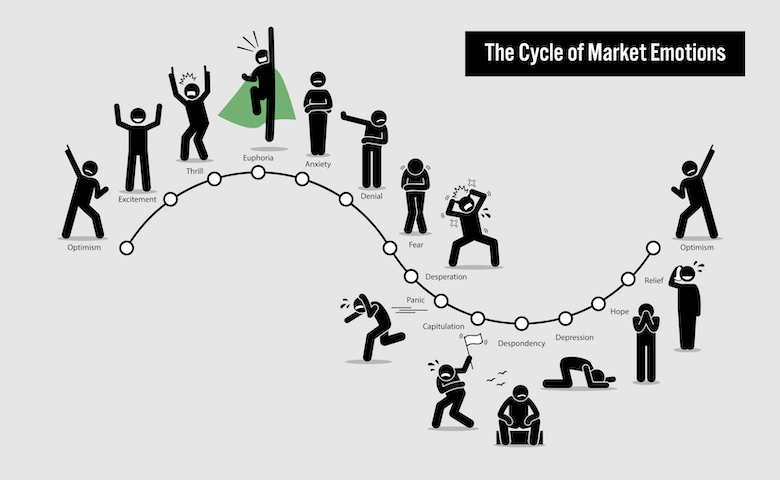 The Cycle of Market Emotions
Optimism
Excitement
Thrill
Euphoria
Anxiety
Denial
Fear
Desperation
Panic
Capitulation
Despondency
Depression
Hope
Relief
Optimism